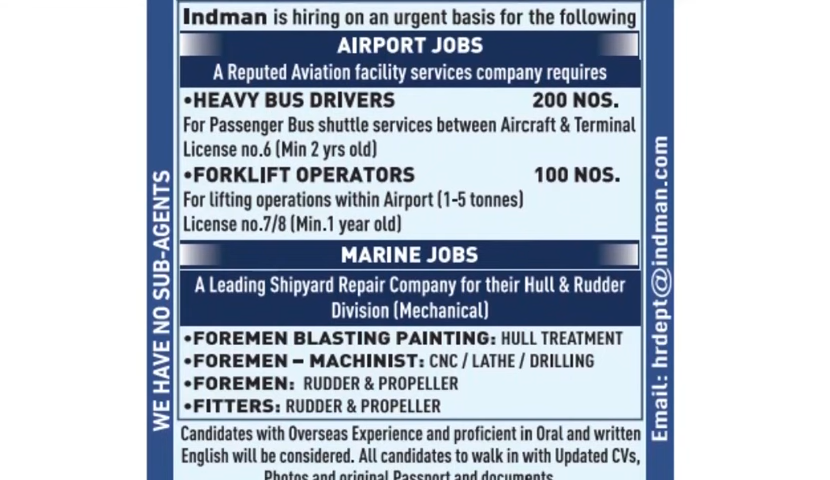 Indman is hiring on an urgent basis for the following
AIRPORT JOBS
A Reputed Aviation facility services company requires
•HEAVY BUS DRIVERS 200 NOS.
For Passenger Bus shuttle services between Aircraft & Terminal
License no.6 (Min 2 yrs old)
•FORKLIFT OPERATORS 100 NOS.
For lifting operations within Airport (1-5 tonnes)
License no.7/8 (Min.1 year old)
MARINE JOBS
A Leading Shipyard Repair Company for their Hull & Rudder
Division (Mechanical)
•FOREMEN BLASTING PAINTING: HULL TREATMENT
•FOREMEN – MACHINIST: CNC / LATHE / DRILLING
•FOREMEN: RUDDER & PROPELLER
•FITTERS: RUDDER & PROPELLER
Candidates with Overseas Experience and proficient in Oral and written
English will be considered. All candidates to walk in with Updated CVs,
Photos and original Passport and documents
WE HAVE NO SUB-AGENTS
Email: hrdept@indman.com